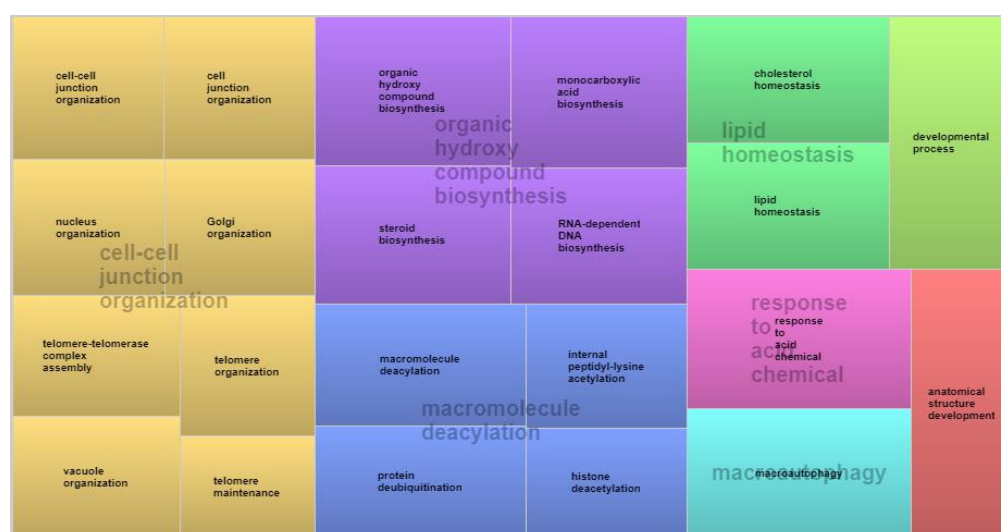 cell-cell
junction
organization
cell
junction
organization
nucleus
organization
Golgi
organization
cell-cell
junction
organization
telomere-telomerase
complex
assembly
telomere
organization
vacuole
organization
telomere
maintenance
organic
hydroxy
compound
biosynthesis
monocarboxylic
acid
biosynthesis
organic
hydroxy
compound
biosynthesis
steroid
biosynthesis
RNA-dependent
DNA
biosynthesis
macromolecule
deacylation
internal
peptidyl-lysine
acetylation
macromolecule
deacylation
protein
deubiquitination
histone
deacetylation
cholesterol
homeostasis
lipid
homeostasis
lipid
homeostasis
developmental
process
response
to
acid
chemical
response
to
acid
chemical
anatomical
structure
development
macroautophagy
macroautophagy